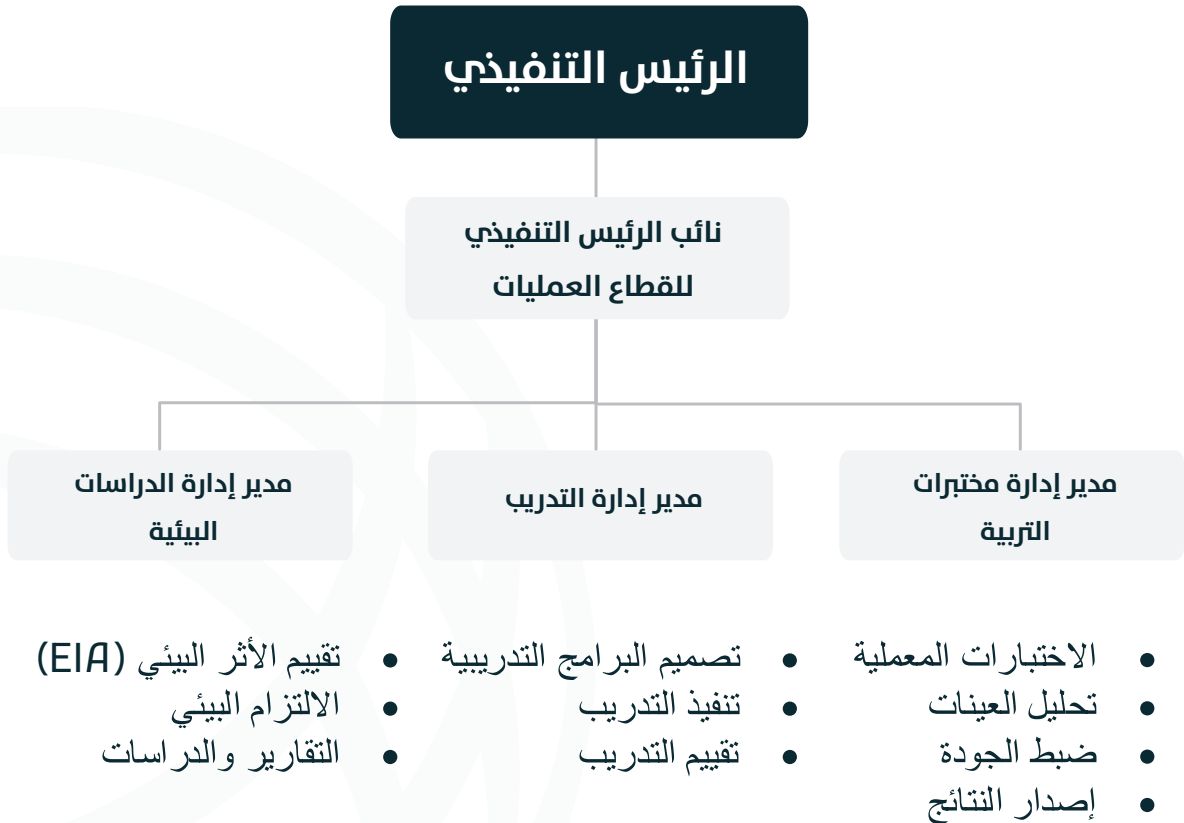 الرئيس التنفيذي
نائب الرئيس التنفيذي
للقطاع العمليات
مدير إدارة مختبرات
التربية
مدير إدارة التدريب
مدير إدارة الدراسات
البيئية
• الاختبارات المعملية
• تحليل العينات
• ضبط الجودة
• إصدار النتائج
• تصميم البرامج التدريبية
• تنفيذ التدريب
• تقييم التدريب
• تقييم الأثر البيئي (EIA)
• الالتزام البيئي
• التقارير والدراسات